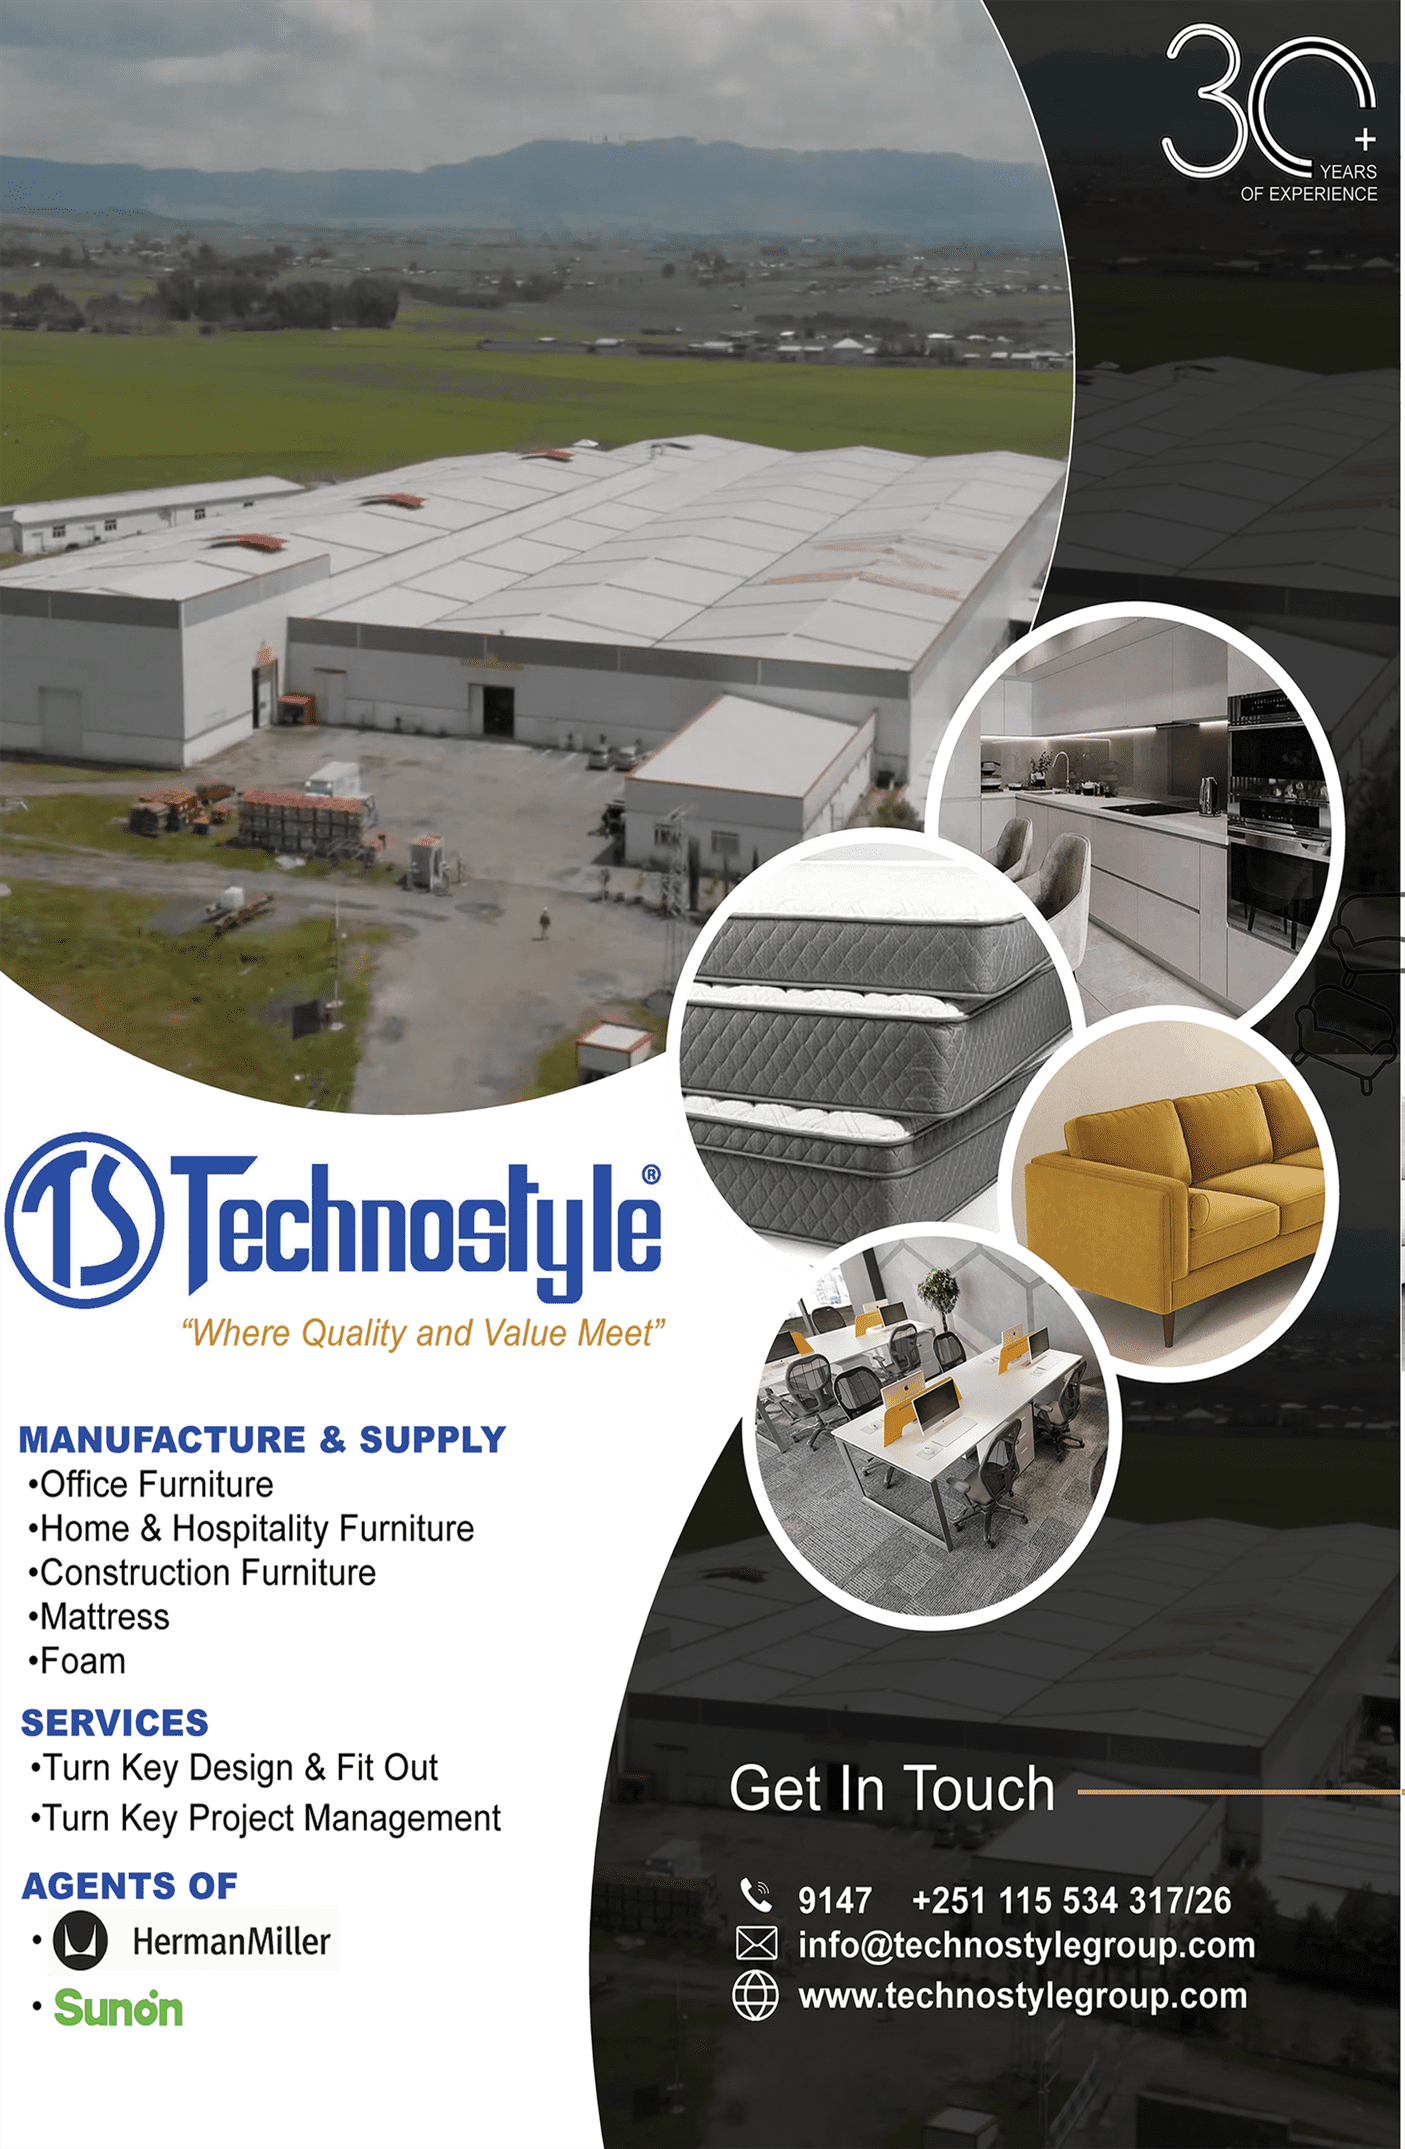 30+
YEARS
OF EXPERIENCE
TS Technostyle®
“Where Quality and Value Meet”
MANUFACTURE & SUPPLY
•Office Furniture
•Home & Hospitality Furniture
•Construction Furniture
•Mattress
•Foam
SERVICES
•Turn Key Design & Fit Out
•Turn Key Project Management
AGENTS OF
• HermanMiller
• Sunon
Get In Touch
9147 +251 115 534 317/26
info@technostylegroup.com
www.technostylegroup.com